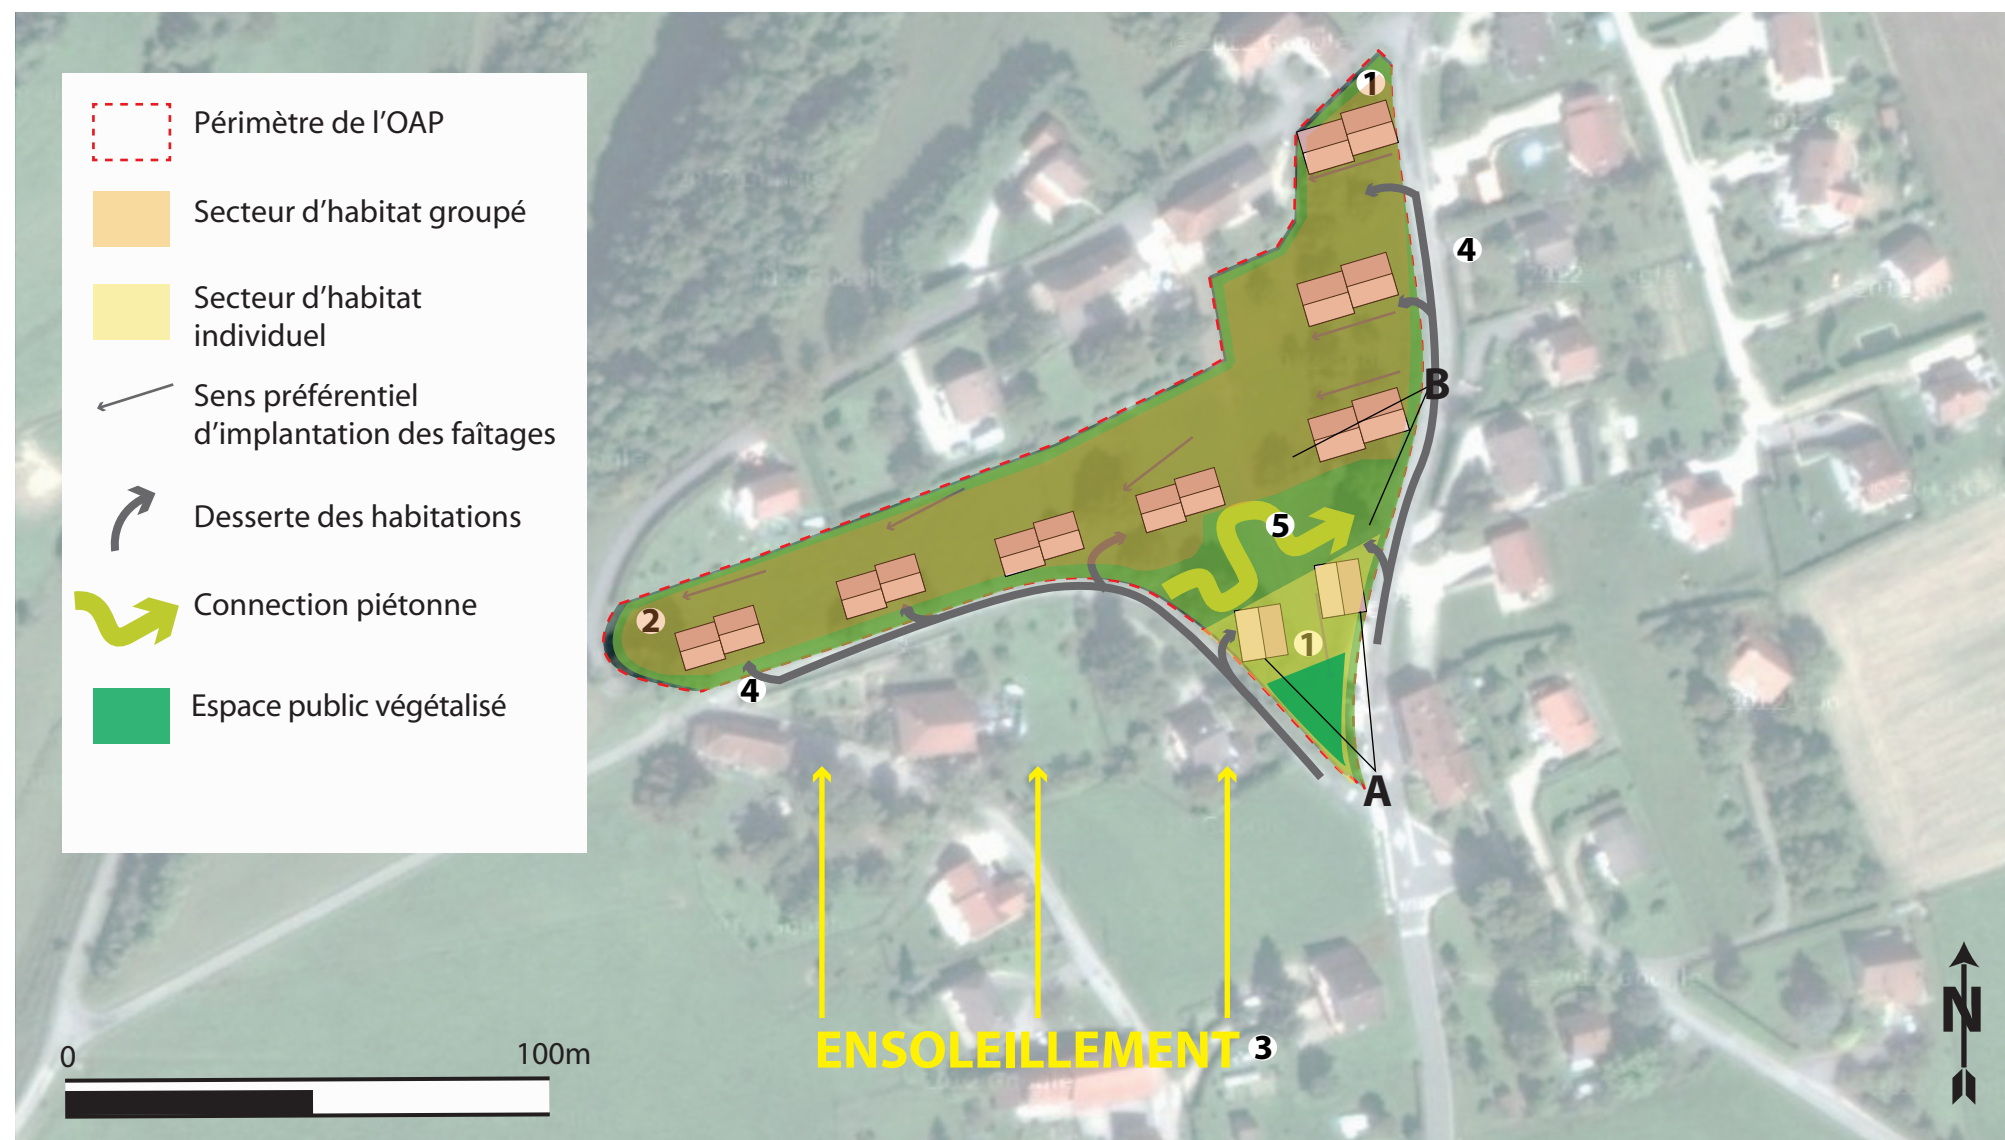 Périmètre de l’OAP
Secteur d’habitat groupé
Secteur d’habitat
individuel
Sens préférentiel
d’implantation des faîtages
Desserte des habitations
Connection piétonne
Espace public végétalisé
0
100m
1
4
B
2
5
1
4
A
ENSOLEILLEMENT 3
N